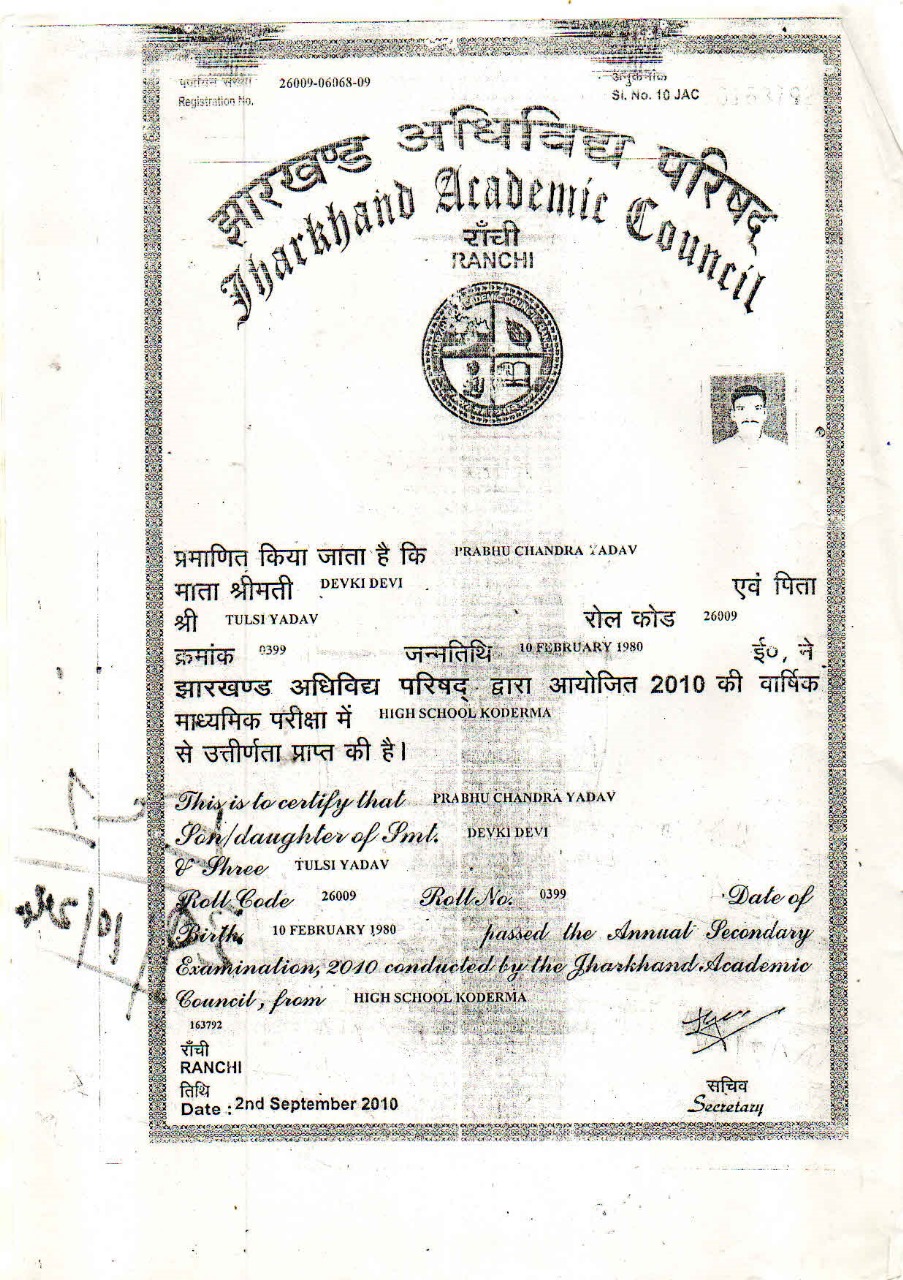 पंजीयन संख्या 26009-06068-09 अनुक्रमांक
Registration No. Sl. No. 10 JAC
झारखण्ड अधिविद्य परिषद्
Jharkhand Academic Council
राँची
RANCHI
प्रमाणित किया जाता है कि PRABHU CHANDRA YADAV
माता श्रीमती DEVKI DEVI एवं पिता
श्री TULSI YADAV रोल कोड 26009
क्रमांक 0399 जन्मतिथि 10 FEBRUARY 1980 ई०, ने
झारखण्ड अधिविद्य परिषद् द्वारा आयोजित 2010 की वार्षिक
माध्यमिक परीक्षा में HIGH SCHOOL KODERMA
से उत्तीर्णता प्राप्त की है।
This is to certify that PRABHU CHANDRA YADAV
Son/daughter of Smt. DEVKI DEVI
& Shree TULSI YADAV
Roll Code 26009 Roll No. 0399 Date of
Birth 10 FEBRUARY 1980 passed the Annual Secondary
Examination, 2010 conducted by the Jharkhand Academic
Council, from HIGH SCHOOL KODERMA
163792
राँची
RANCHI
तिथि सचिव
Date : 2nd September 2010 Secretary